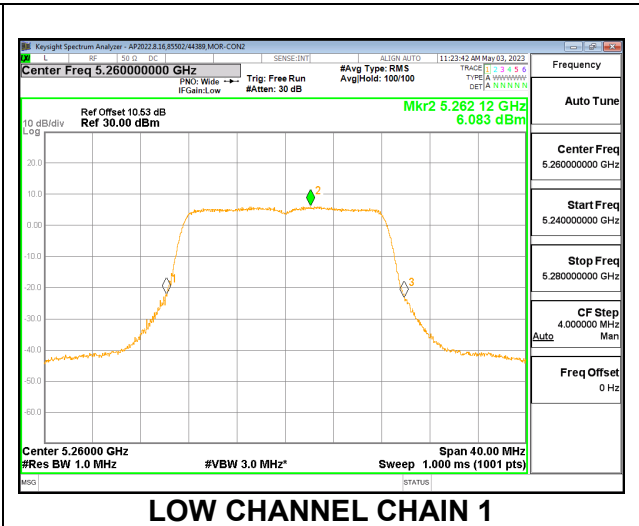 Keysight Spectrum Analyzer - AP2022.8.16,85502/44389,MOR-CON2
L RF 50 Ω DC SENSE:INT ALIGN AUTO 11:23:42 AM May 03, 2023
Center Freq 5.260000000 GHz
PNO: Wide
IFGain:Low
Trig: Free Run
#Atten: 30 dB
#Avg Type: RMS
Avg|Hold: 100/100
TRACE 1 2 3 4 5 6
TYPE A WWWWW
DET A N N N N N
Frequency
Mkr2 5.262 12 GHz
6.083 dBm
Ref Offset 10.53 dB
Ref 30.00 dBm
10 dB/div
Log
20.0
10.0
0.00
-10.0
-20.0
-30.0
-40.0
-50.0
-60.0
1
2
3
Center 5.26000 GHz
Span 40.00 MHz
#Res BW 1.0 MHz
#VBW 3.0 MHz*
Sweep 1.000 ms (1001 pts)
MSG
STATUS
Auto Tune
Center Freq
5.260000000 GHz
Start Freq
5.240000000 GHz
Stop Freq
5.280000000 GHz
CF Step
4.000000 MHz
Auto Man
Freq Offset
0 Hz
LOW CHANNEL CHAIN 1